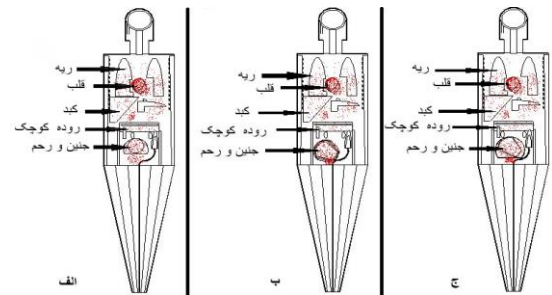 ریه
قلب
کبد
روده کوچک
جنین و رحم
الف
ریه
قلب
کبد
روده کوچک
جنین و رحم
ب
ریه
قلب
کبد
روده کوچک
جنین و رحم
ج